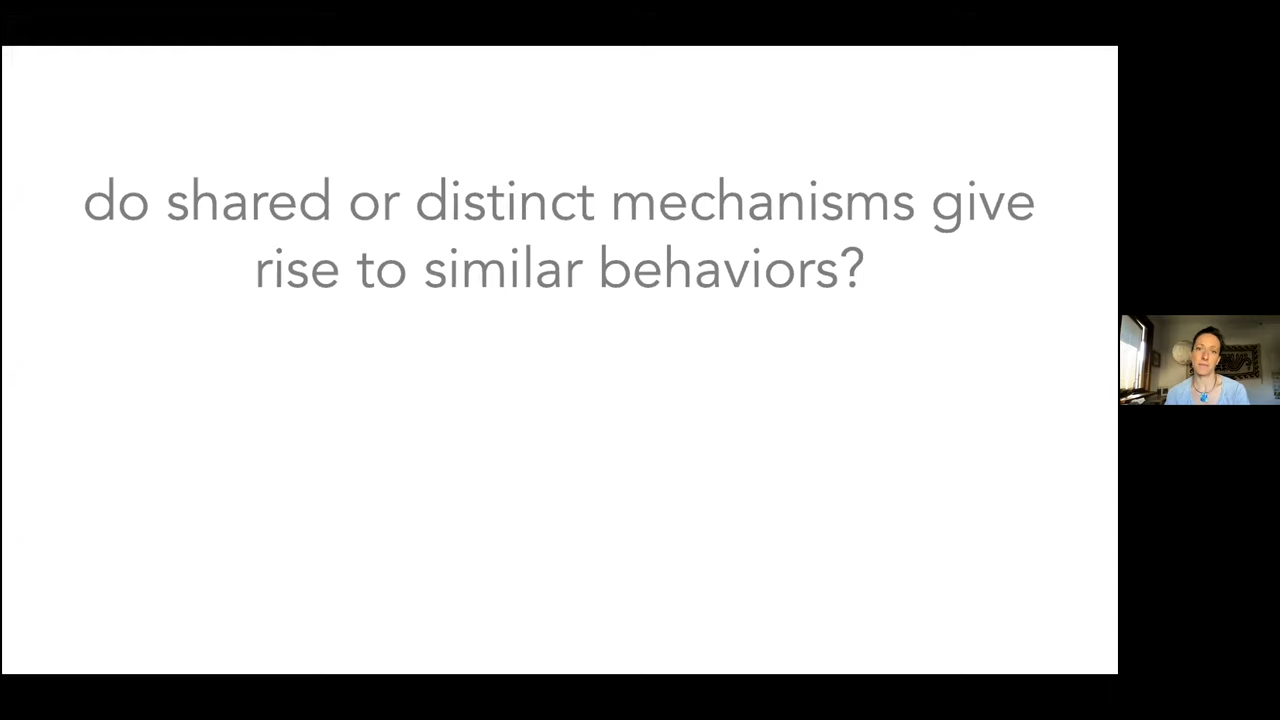 do shared or distinct mechanisms give
rise to similar behaviors?